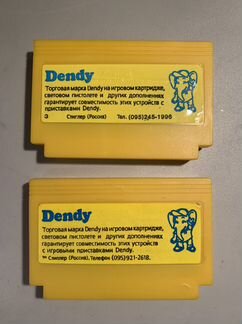 Dendy
Торговая марка Dendy на игровом картридже,
световом пистолете и других дополнениях
гарантирует совместимость этих устройств с
приставками Dendy.
Э Стиплер (Россия) Тел. (095)245-1996
Dendy
Торговая марка Dendy на игровом картридже,
световом пистолете и других дополнениях
гарантирует совместимость этих устройств
с игровыми приставками Dendy.
™ Стиплер (Россия), Телефон (095)921-2618.